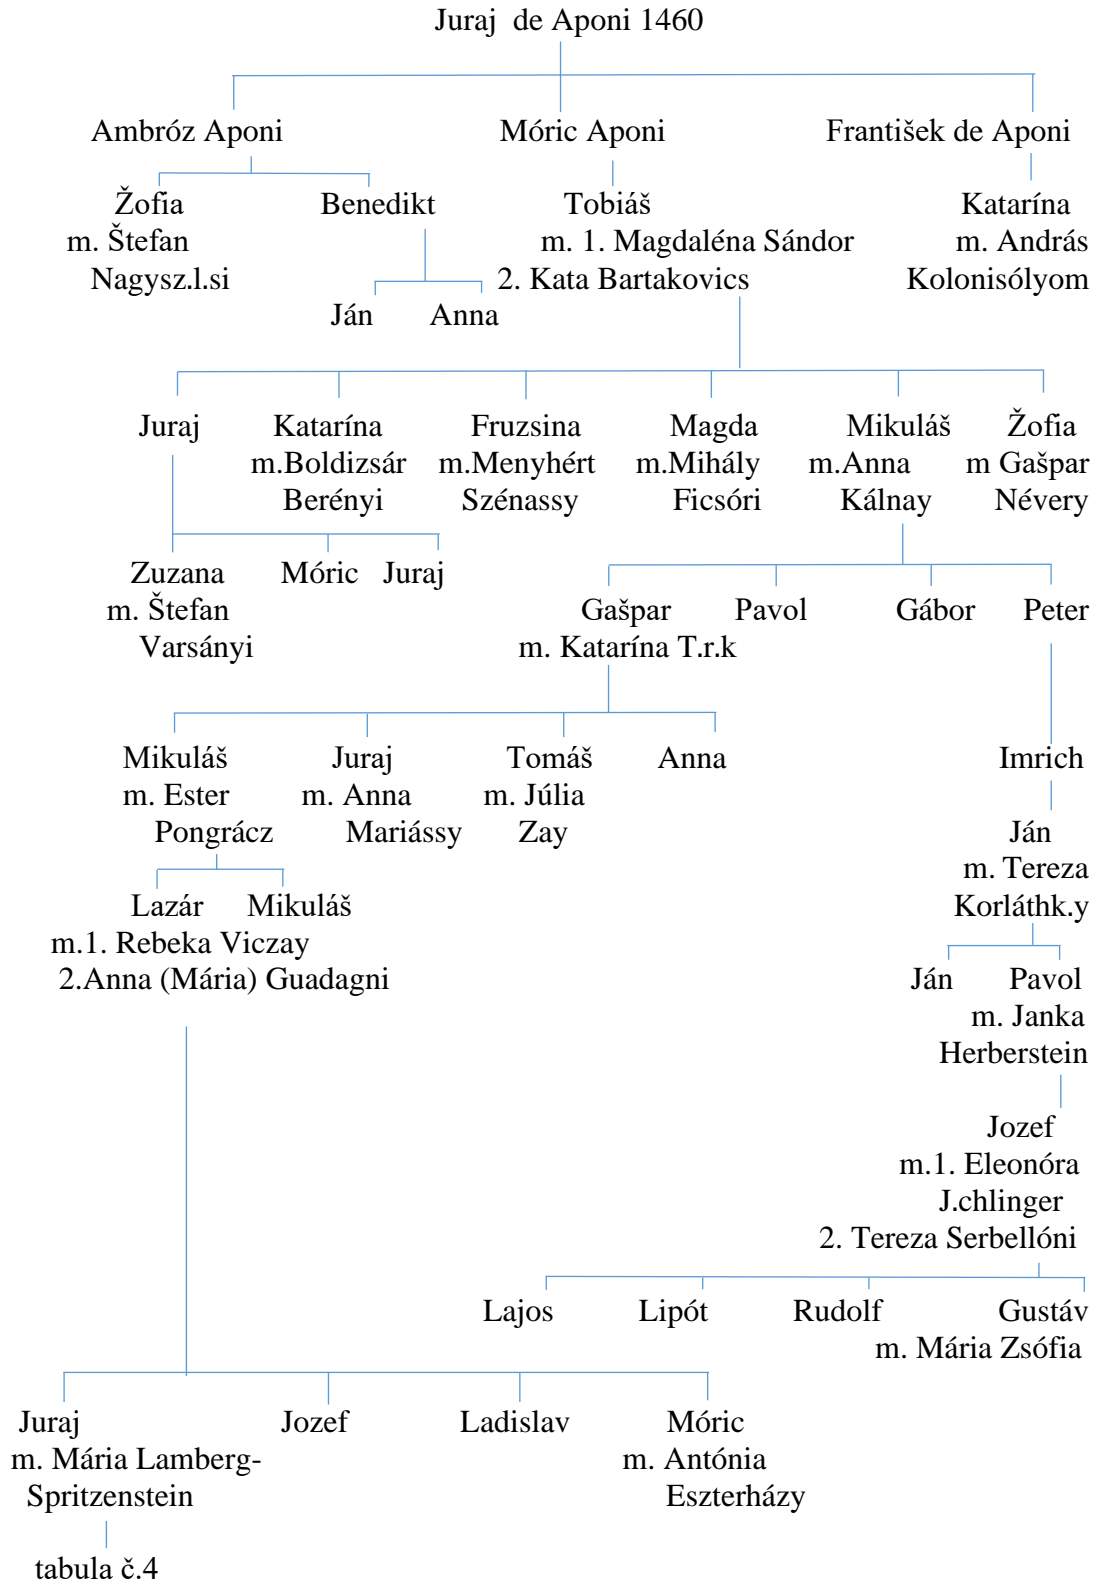 Juraj de Aponi 1460
Ambróz Aponi Móric Aponi František de Aponi
Žofia Benedikt Tobiáš Katarína
m. Štefan m. 1. Magdaléna Sándor m. András
Nagysz.l.si 2. Kata Bartakovics Kolonisólyom
Ján Anna
Juraj Katarína Fruzsina Magda Mikuláš Žofia
m.Boldizsár m.Menyhért m.Mihály m.Anna m Gašpar
Berényi Szénassy Ficsóri Kálnay Névery
Zuzana Móric Juraj
m. Štefan Gašpar Pavol Gábor Peter
Varsányi m. Katarína T.r.k
Mikuláš Juraj Tomáš Anna Imrich
m. Ester m. Anna m. Júlia
Pongrácz Mariássy Zay Ján
m. Tereza
Lazár Mikuláš Korláthk.y
m.1. Rebeka Viczay
2.Anna (Mária) Guadagni Ján Pavol
m. Janka
Herberstein
Jozef
m.1. Eleonóra
J.chlinger
2. Tereza Serbellóni
Lajos Lipót Rudolf Gustáv
m. Mária Zsófia
Juraj Jozef Ladislav Móric
m. Mária Lamberg- m. Antónia
Spritzenstein Eszterházy
tabula č.4